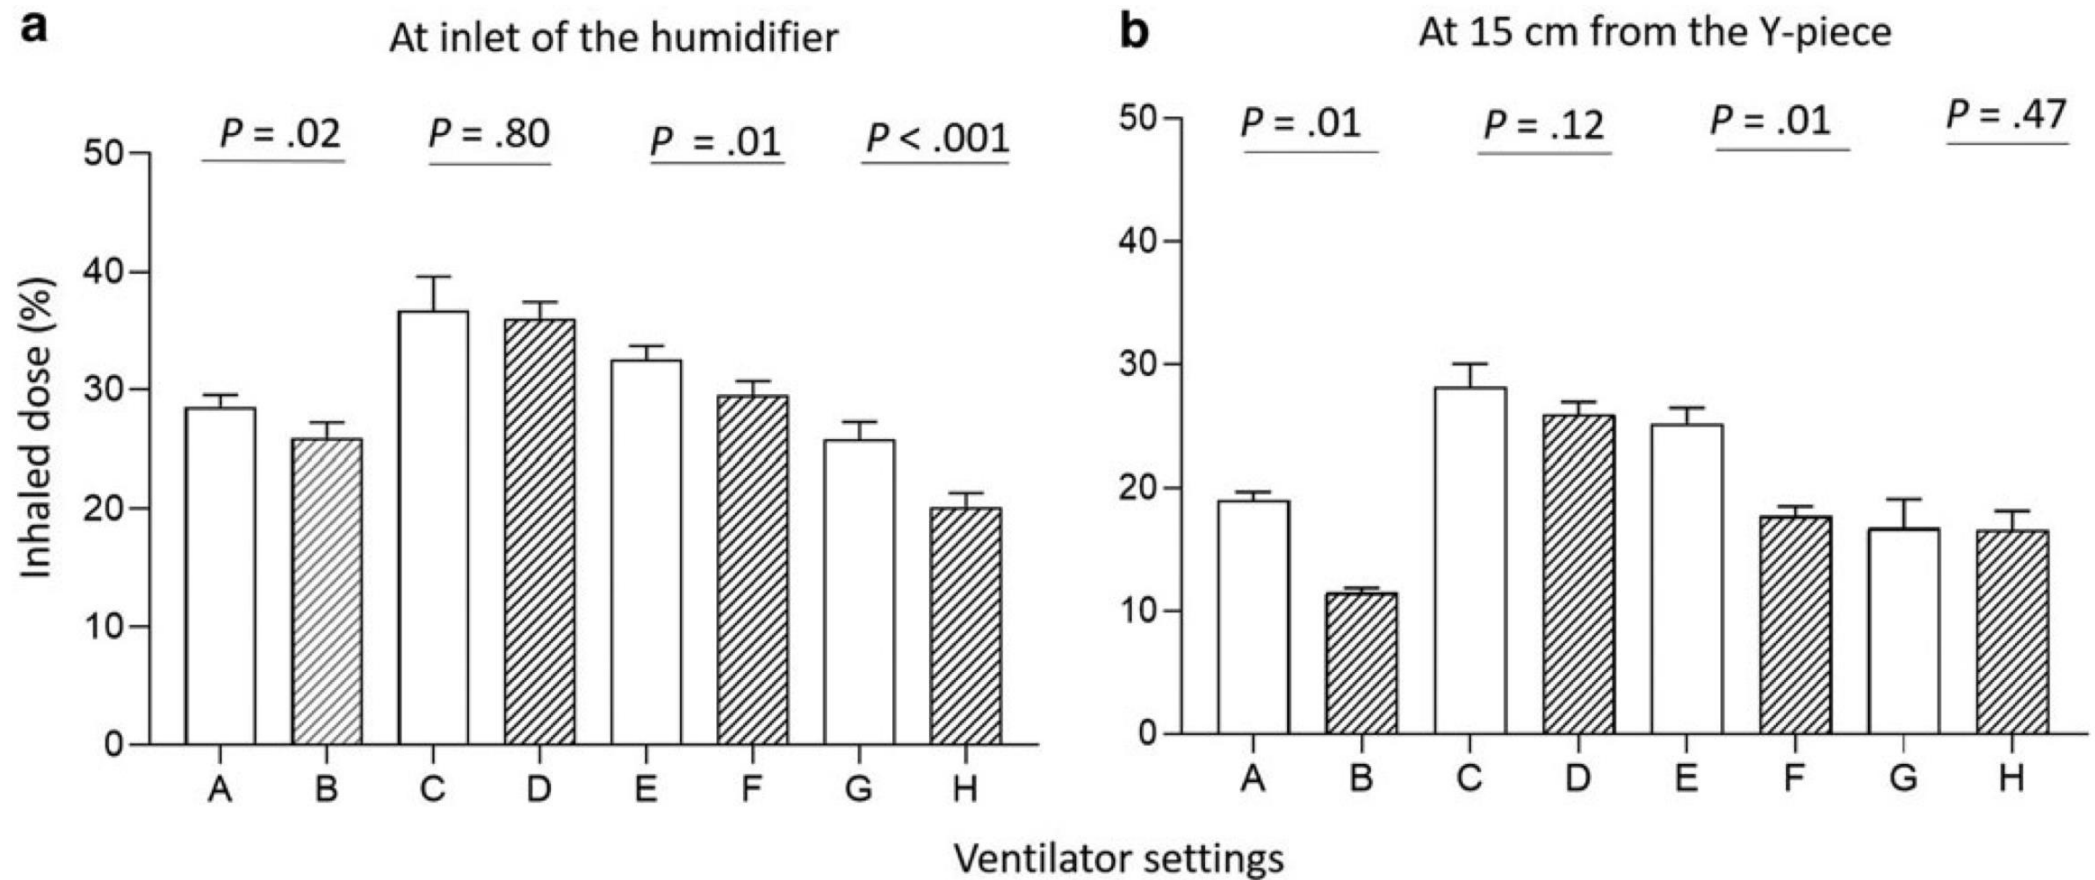 a
At inlet of the humidifier
P = .02
P = .80
P = .01
P < .001
Inhaled dose (%)
50
40
30
20
10
0
A B C D E F G H
b
At 15 cm from the Y-piece
P = .01
P = .12
P = .01
P = .47
50
40
30
20
10
0
A B C D E F G H
Ventilator settings